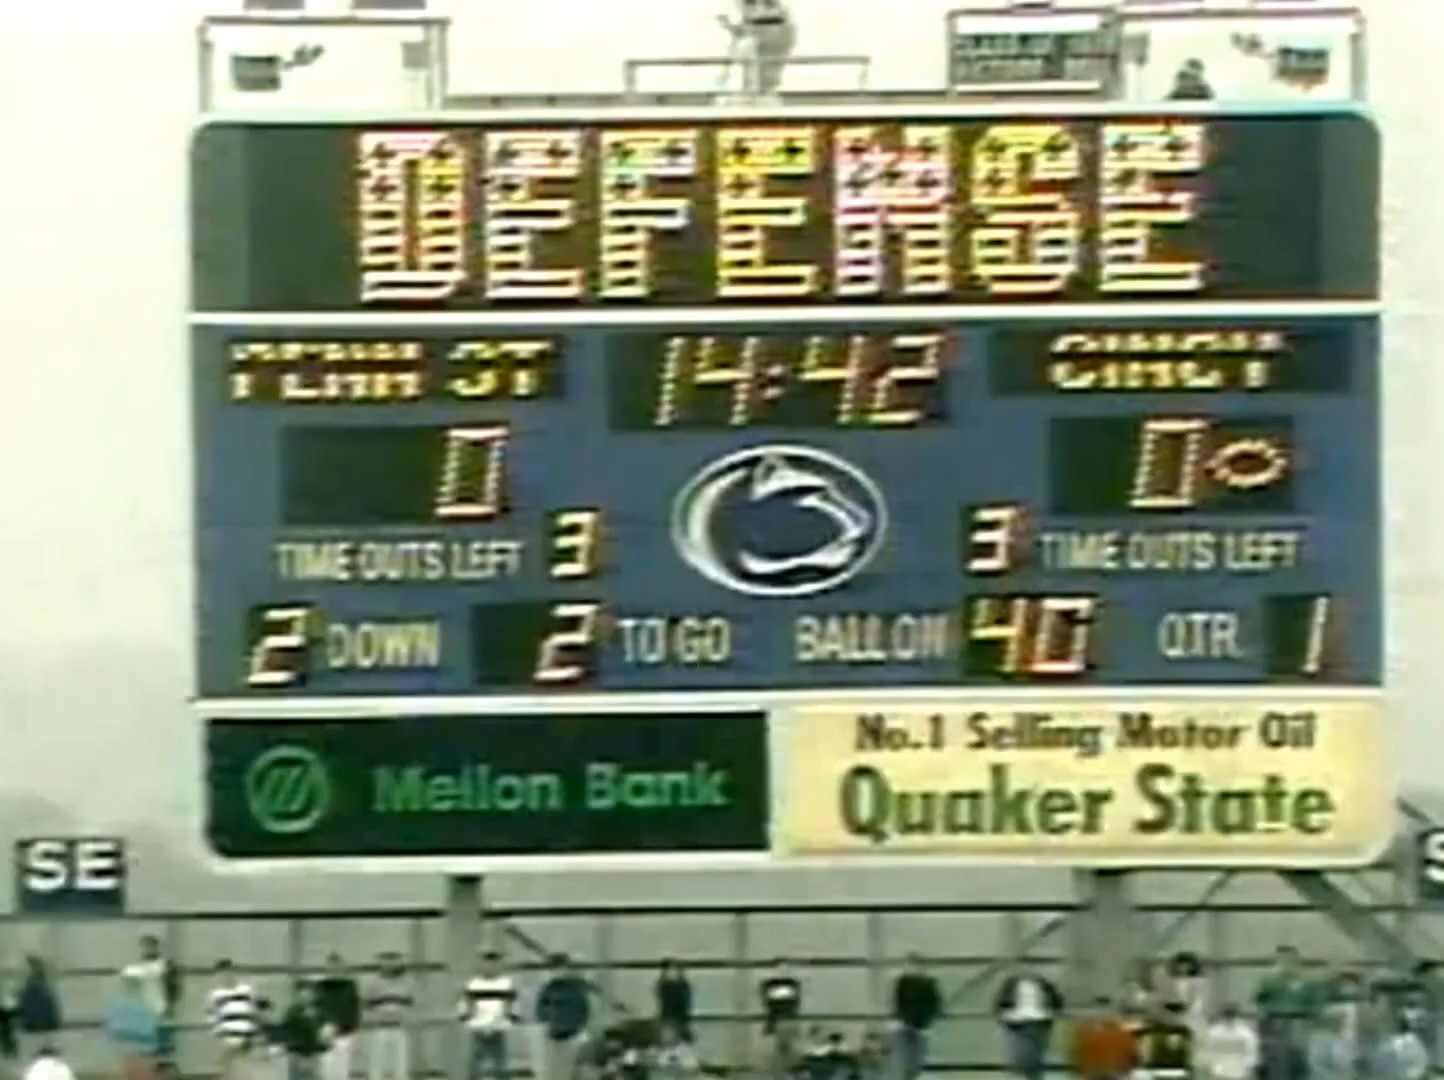 DEFENSE
PENN ST 14:42 CINCY
0 0
TIME OUTS LEFT 3 3 TIME OUTS LEFT
2 DOWN 2 TO GO BALL ON 40 QTR. 1
Mellon Bank
No.1 Selling Motor Oil
Quaker State
SE
S